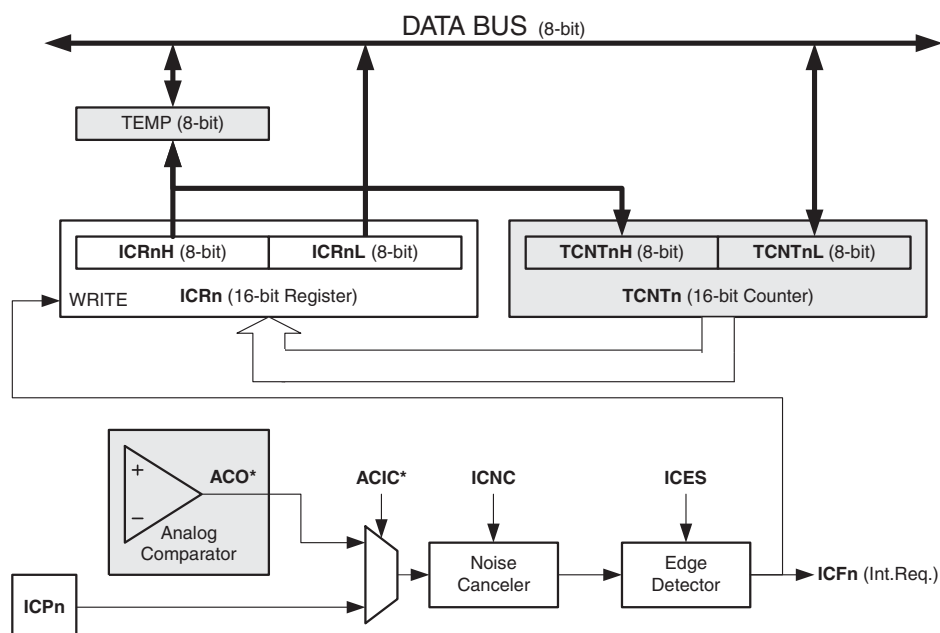 DATA BUS (8-bit)
TEMP (8-bit)
ICRnH (8-bit)
ICRnL (8-bit)
TCNTnH (8-bit)
TCNTnL (8-bit)
WRITE
ICRn (16-bit Register)
TCNTn (16-bit Counter)
+
−
ACO*
Analog
Comparator
ACIC*
ICNC
ICES
Noise
Canceler
Edge
Detector
ICFn (Int.Req.)
ICPn